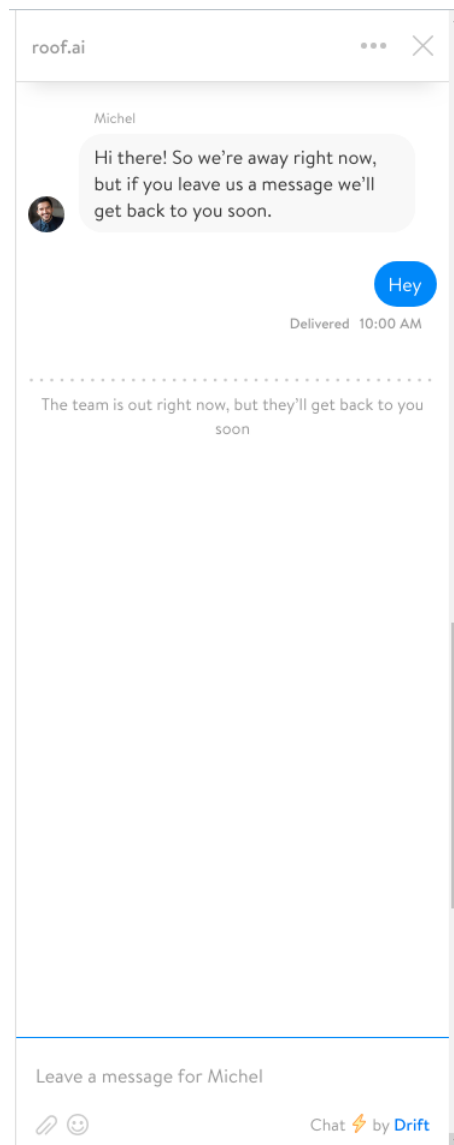 roof.ai
Michel
Hi there! So we’re away right now,
but if you leave us a message we’ll
get back to you soon.
Hey
Delivered 10:00 AM
The team is out right now, but they’ll get back to you
soon
Leave a message for Michel
Chat ⚡ by Drift